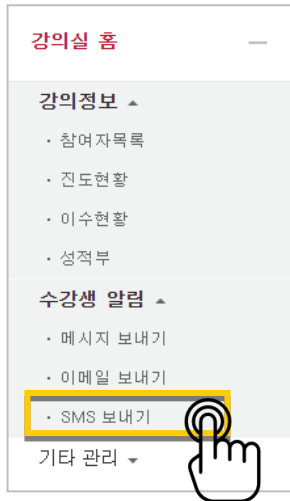 강의실 홈 —
강의정보 ▲
· 참여자목록
· 진도현황
· 이수현황
· 성적부
수강생 알림 ▲
· 메시지 보내기
· 이메일 보내기
· SMS 보내기
기타 관리 ▼